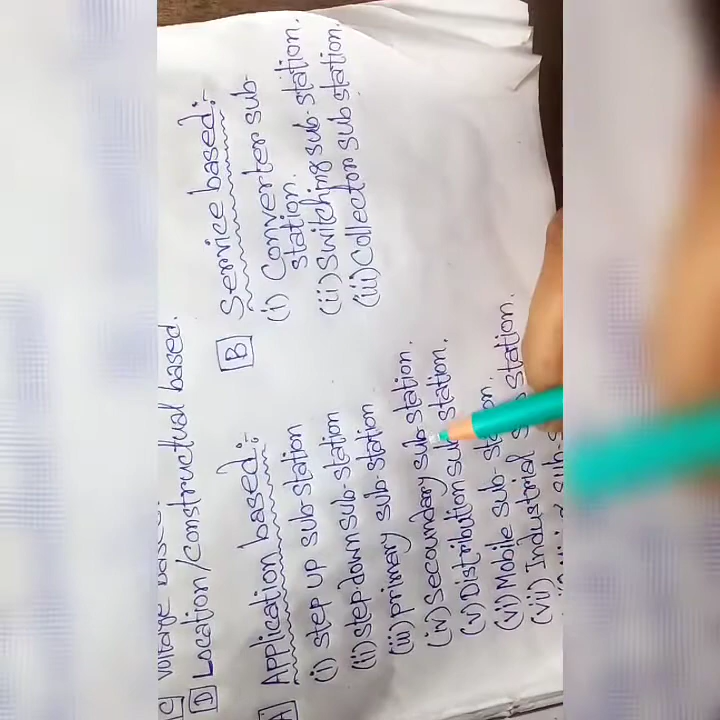 C Voltage based.
D Location/constructual based.
A Application based:-
(i) Step up sub-station
(ii) step-down sub-station
(iii) primary sub-station
(iv) Secoundary sub station.
(v) Distribution sub station.
(vi) Mobile sub-station.
(vii) Industrial station.
B Service based:-
(i) Converter sub-
station.
(ii) Switching sub-station.
(iii) Collector sub station.